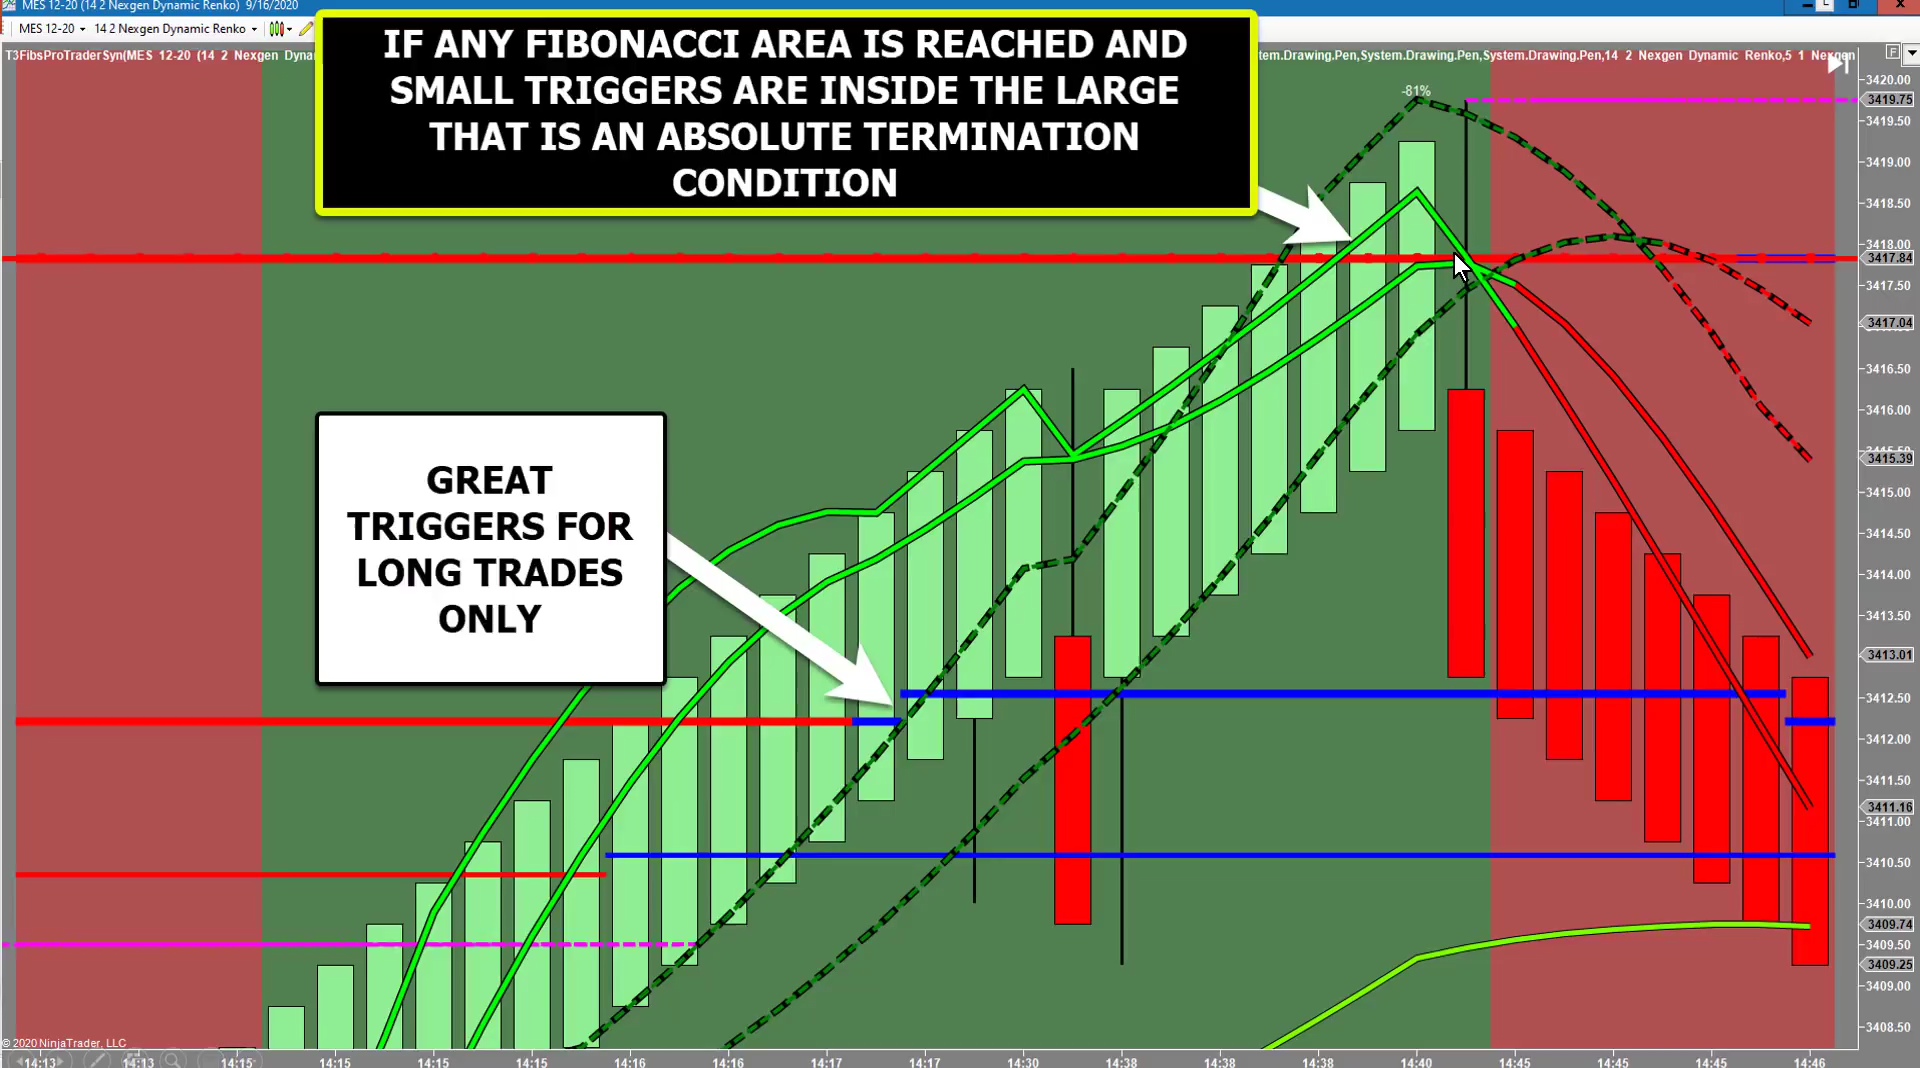 MES 12-20 (14 2 Nexgen Dynamic Renko) 9/16/2020
MES 12-20 14 2 Nexgen Dynamic Renko
T3FibsProTraderSyn(MES 12-20 (14 2 Nexgen Dyna
tem.Drawing.Pen,System.Drawing.Pen,System.Drawing.Pen,14 2 Nexgen Dynamic Renko,5 1 Nexgen
F
IF ANY FIBONACCI AREA IS REACHED AND
SMALL TRIGGERS ARE INSIDE THE LARGE
THAT IS AN ABSOLUTE TERMINATION
CONDITION
-81%
GREAT
TRIGGERS FOR
LONG TRADES
ONLY
3420.00
3419.75
3419.50
3419.00
3418.50
3418.00
3417.84
3417.50
3417.04
3416.50
3416.00
3415.39
3415.00
3414.50
3414.00
3413.50
3413.01
3412.50
3412.00
3411.50
3411.16
3411.00
3410.50
3410.00
3409.74
3409.50
3409.25
3409.00
3408.50
© 2020 NinjaTrader, LLC
14:13 14:13 14:15 14:15 14:15 14:15 14:16 14:16 14:17 14:17 14:30 14:38 14:38 14:38 14:40 14:45 14:45 14:45 14:46